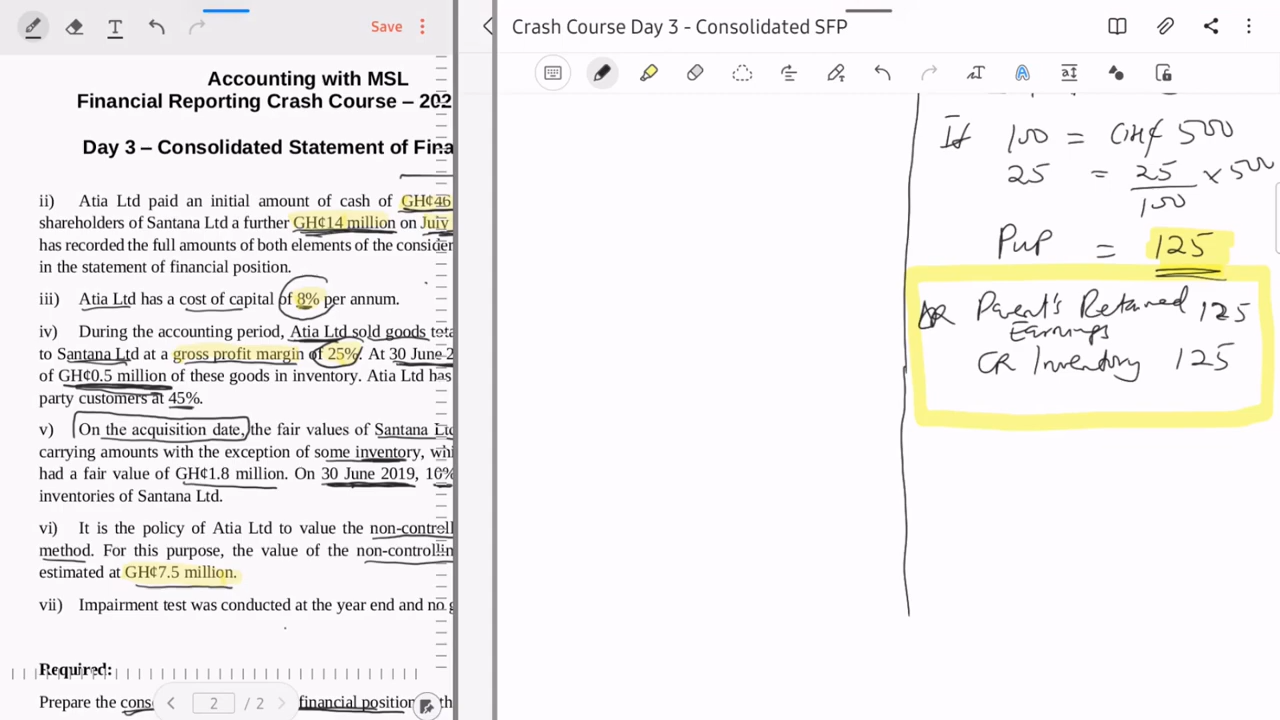 Save
Crash Course Day 3 - Consolidated SFP
Accounting with MSL
Financial Reporting Crash Course – 202
Day 3 – Consolidated Statement of Fina
ii) Atia Ltd paid an initial amount of cash of GH¢46
shareholders of Santana Ltd a further GH¢14 million on July
has recorded the full amounts of both elements of the consider
in the statement of financial position.
iii) Atia Ltd has a cost of capital of 8% per annum.
iv) During the accounting period, Atia Ltd sold goods tota
to Santana Ltd at a gross profit margin of 25%. At 30 June 2
of GH¢0.5 million of these goods in inventory. Atia Ltd has
party customers at 45%.
v) On the acquisition date, the fair values of Santana Ltd
carrying amounts with the exception of some inventory, whi
had a fair value of GH¢1.8 million. On 30 June 2019, 10%
inventories of Santana Ltd.
vi) It is the policy of Atia Ltd to value the non-controll
method. For this purpose, the value of the non-controllin
estimated at GH¢7.5 million.
vii) Impairment test was conducted at the year end and no g
Required:
Prepare the cons financial position th
2 / 2
If 100 = GH¢ 500
25 = 25/100 × 500
PUP = 125
DR Parent's Retained Earnings 125
CR Inventory 125